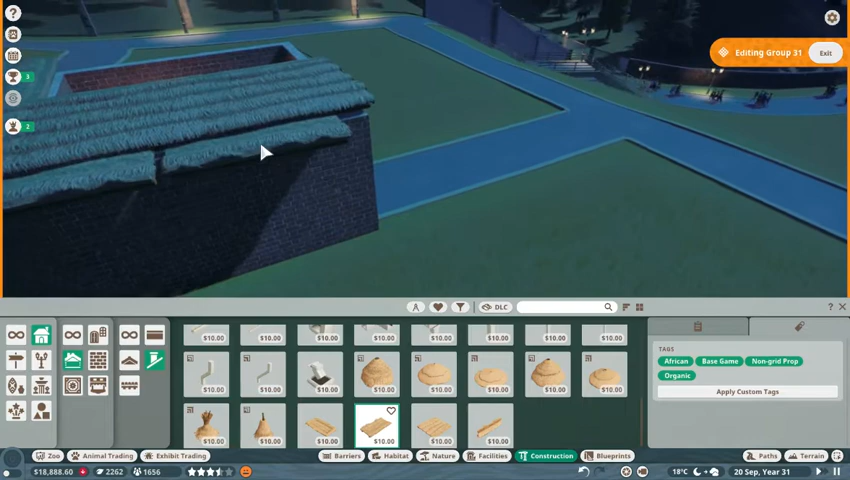 ?
Editing Group 31
Exit
3
2
DLC
?
$10.00 $10.00 $10.00 $10.00 $10.00 $10.00 $10.00 $10.00
$10.00 $10.00 $10.00 $10.00 $10.00 $10.00 $10.00 $10.00
$10.00 $10.00 $10.00 $10.00 $10.00 $10.00
TAGS
African Base Game Non-grid Prop
Organic
Apply Custom Tags
Zoo Animal Trading Exhibit Trading Barriers Habitat Nature Facilities Construction Blueprints Paths Terrain
$18,888.60 2262 1656 18°C 20 Sep, Year 31